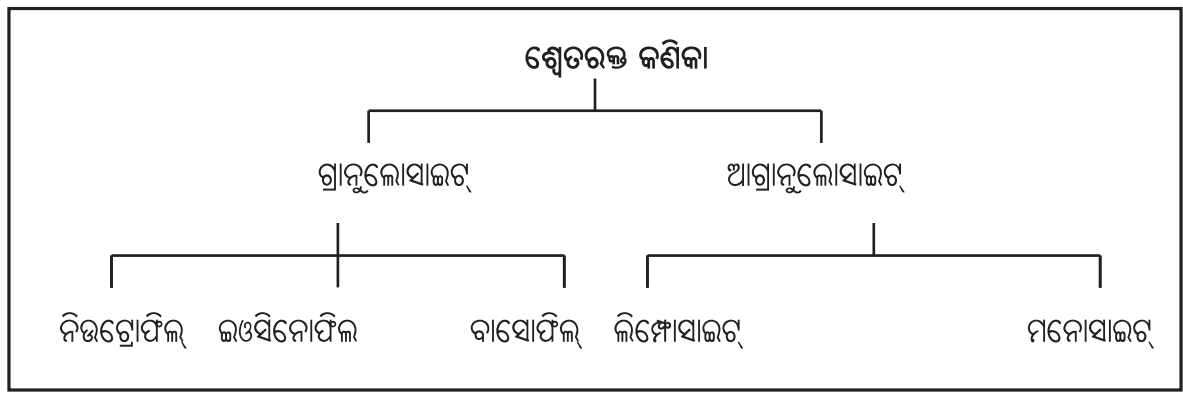 ଶ୍ୱେତରକ୍ତ କଣିକା
ଗ୍ରାନୁଲୋସାଇଟ୍ ଆଗ୍ରାନୁଲୋସାଇଟ୍
ନିଉଟ୍ରୋଫିଲ୍ ଇଓସିନୋଫିଲ ବାସୋଫିଲ୍ ଲିମ୍ଫୋସାଇଟ୍ ମନୋସାଇଟ୍